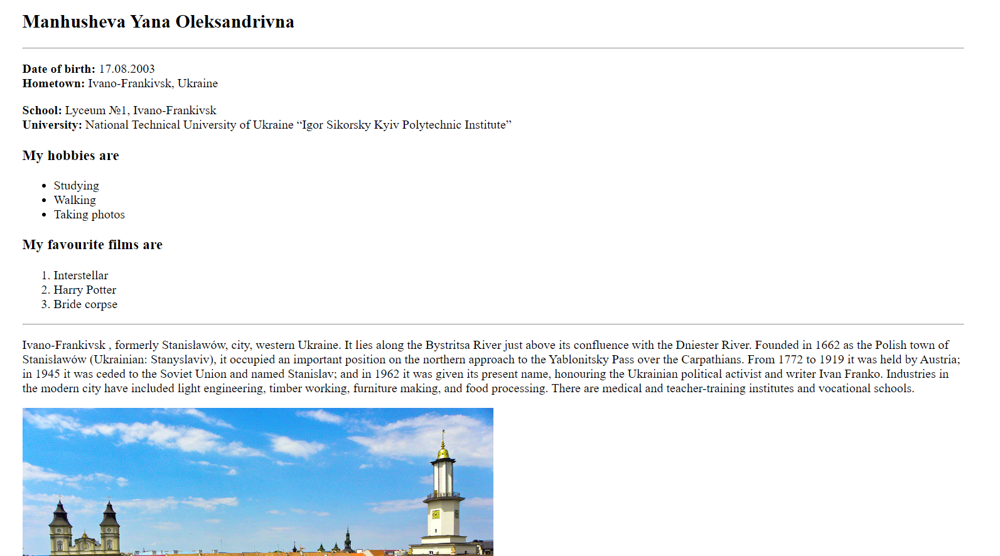 Manhusheva Yana Oleksandrivna
Date of birth: 17.08.2003
Hometown: Ivano-Frankivsk, Ukraine
School: Lyceum №1, Ivano-Frankivsk
University: National Technical University of Ukraine “Igor Sikorsky Kyiv Polytechnic Institute”
My hobbies are
• Studying
• Walking
• Taking photos
My favourite films are
1. Interstellar
2. Harry Potter
3. Bride corpse
Ivano-Frankivsk , formerly Stanisławów, city, western Ukraine. It lies along the Bystritsa River just above its confluence with the Dniester River. Founded in 1662 as the Polish town of
Stanisławów (Ukrainian: Stanyslaviv), it occupied an important position on the northern approach to the Yablonitsky Pass over the Carpathians. From 1772 to 1919 it was held by Austria;
in 1945 it was ceded to the Soviet Union and named Stanislav; and in 1962 it was given its present name, honouring the Ukrainian political activist and writer Ivan Franko. Industries in
the modern city have included light engineering, timber working, furniture making, and food processing. There are medical and teacher-training institutes and vocational schools.